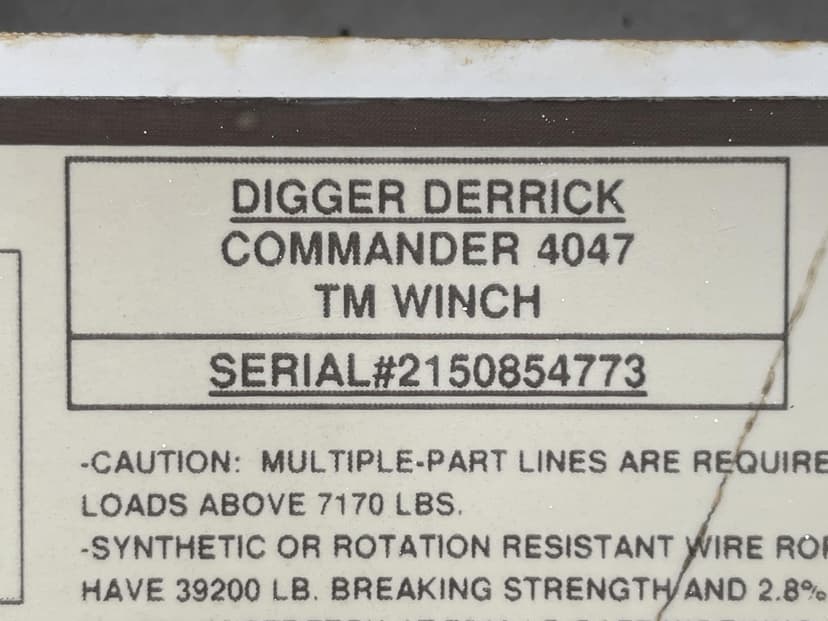 DIGGER DERRICK
COMMANDER 4047
TM WINCH
SERIAL#2150854773
-CAUTION: MULTIPLE-PART LINES ARE REQUIRE
LOADS ABOVE 7170 LBS.
-SYNTHETIC OR ROTATION RESISTANT WIRE ROP
HAVE 39200 LB. BREAKING STRENGTH AND 2.8%